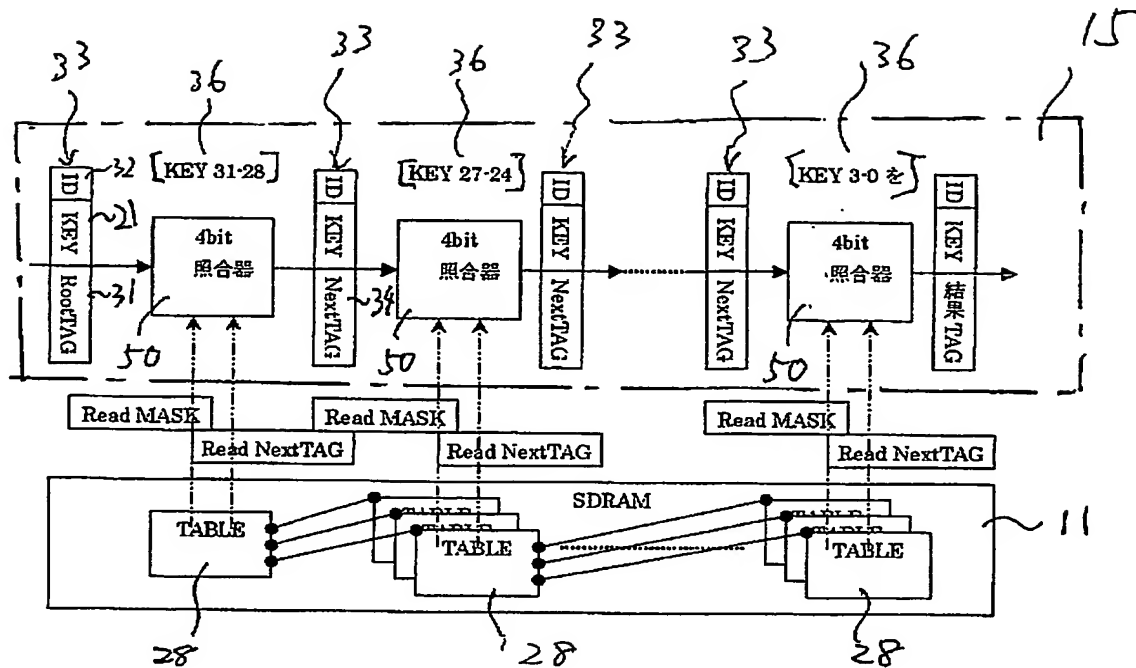 33
36
33
36
33
33
36
15
[KEY 31-28]
[KEY 27-24]
[KEY 3-0 を]
32
21
31
ID KEY RootTAG
4bit
照合器
50
ID KEY NextTAG
34
4bit
照合器
50
ID KEY NextTAG
ID KEY NextTAG
4bit
照合器
50
ID KEY 結果TAG
Read MASK
Read NextTAG
Read MASK
Read NextTAG
Read MASK
Read NextTAG
SDRAM
11
TABLE
TABLE
TABLE
TABLE
TABLE
TABLE
28
28
28